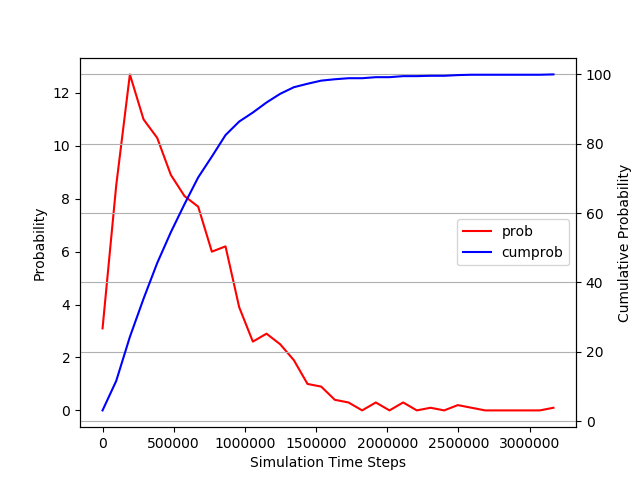 12
10
8
6
4
2
0
Probability
100
80
60
40
20
0
Cumulative Probability
prob
cumprob
0 500000 1000000 1500000 2000000 2500000 3000000
Simulation Time Steps